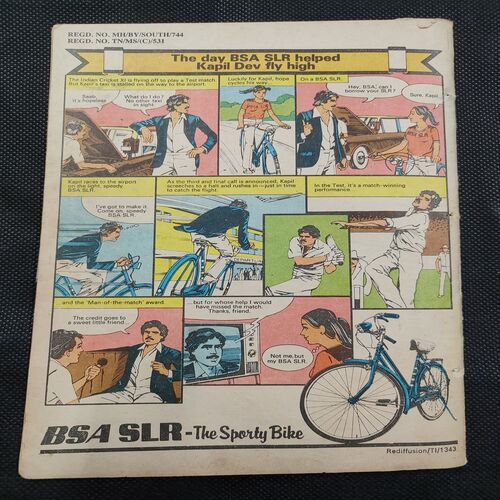 REGD. NO. MH/BY/SOUTH/744
REGD. NO. TN/MS/(C)/531
The day BSA SLR helped
Kapil Dev fly high
The Indian Cricket XI is flying off to play a Test match.
But Kapil's taxi is stalled on the way to the airport.
Saab,
it's hopeless.
What do I do?
No other taxi
in sight.
Luckily for Kapil, hope
cycles his way.
On a BSA SLR.
Hey, BSA, can I
borrow your SLR?
Sure, Kapil.
Kapil races to the airport
on the light, speedy
BSA SLR.
I've got to make it.
Come on, speedy
BSA SLR.
As the third and final call is announced, Kapil
screeches to a halt and rushes in—just in time
to catch the flight.
DEPARTU
In the Test, it's a match-winning
performance...
and the 'Man-of-the-match' award.
The credit goes to
a sweet little friend...
...but for whose help I would
have missed the match.
Thanks, friend.
Not me, but
my BSA SLR.
BSA SLR - The Sporty Bike
Rediffusion/TI/1343